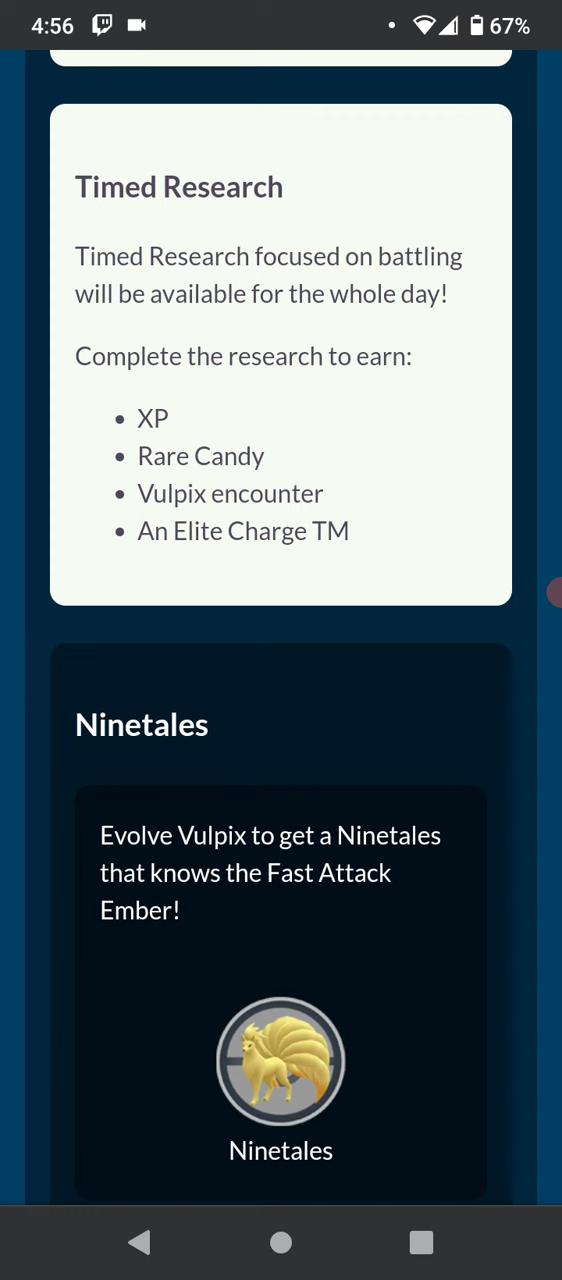 4:56
67%
Timed Research
Timed Research focused on battling
will be available for the whole day!
Complete the research to earn:
• XP
• Rare Candy
• Vulpix encounter
• An Elite Charge TM
Ninetales
Evolve Vulpix to get a Ninetales
that knows the Fast Attack
Ember!
Ninetales